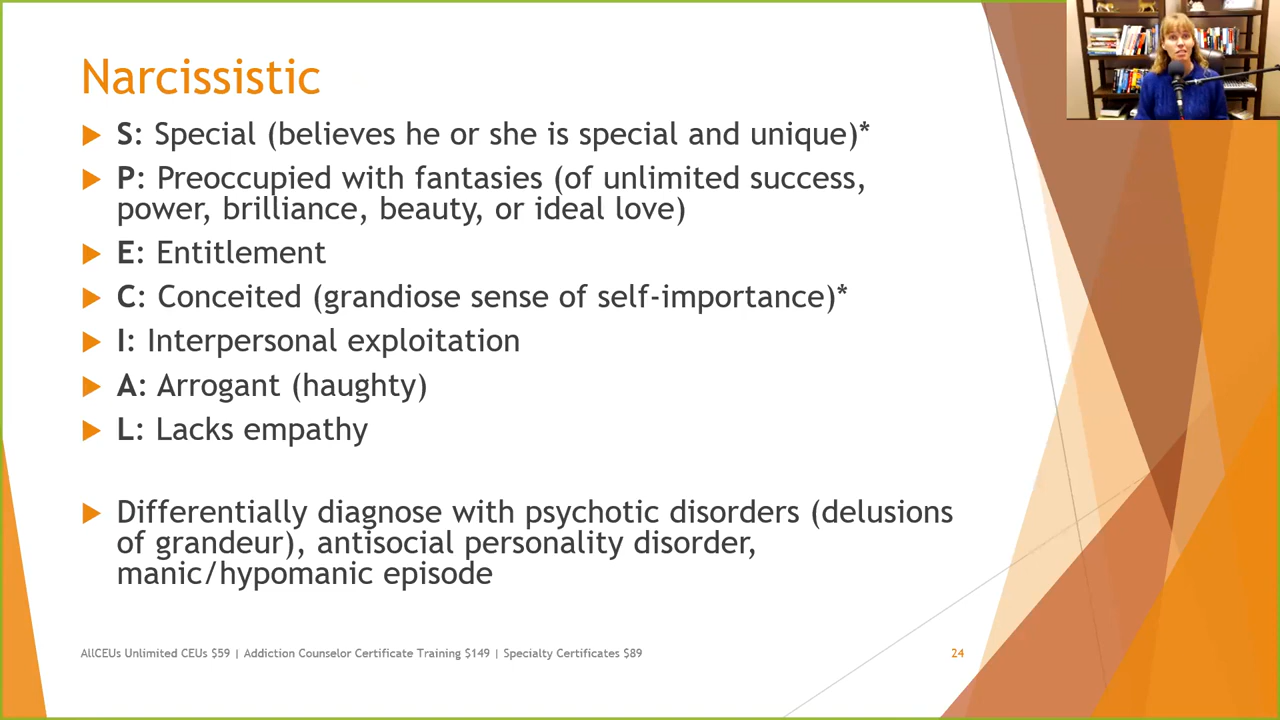 Narcissistic
S: Special (believes he or she is special and unique)*
P: Preoccupied with fantasies (of unlimited success,
power, brilliance, beauty, or ideal love)
E: Entitlement
C: Conceited (grandiose sense of self-importance)*
I: Interpersonal exploitation
A: Arrogant (haughty)
L: Lacks empathy
Differentially diagnose with psychotic disorders (delusions
of grandeur), antisocial personality disorder,
manic/hypomanic episode
AllCEUs Unlimited CEUs $59 | Addiction Counselor Certificate Training $149 | Specialty Certificates $89
24